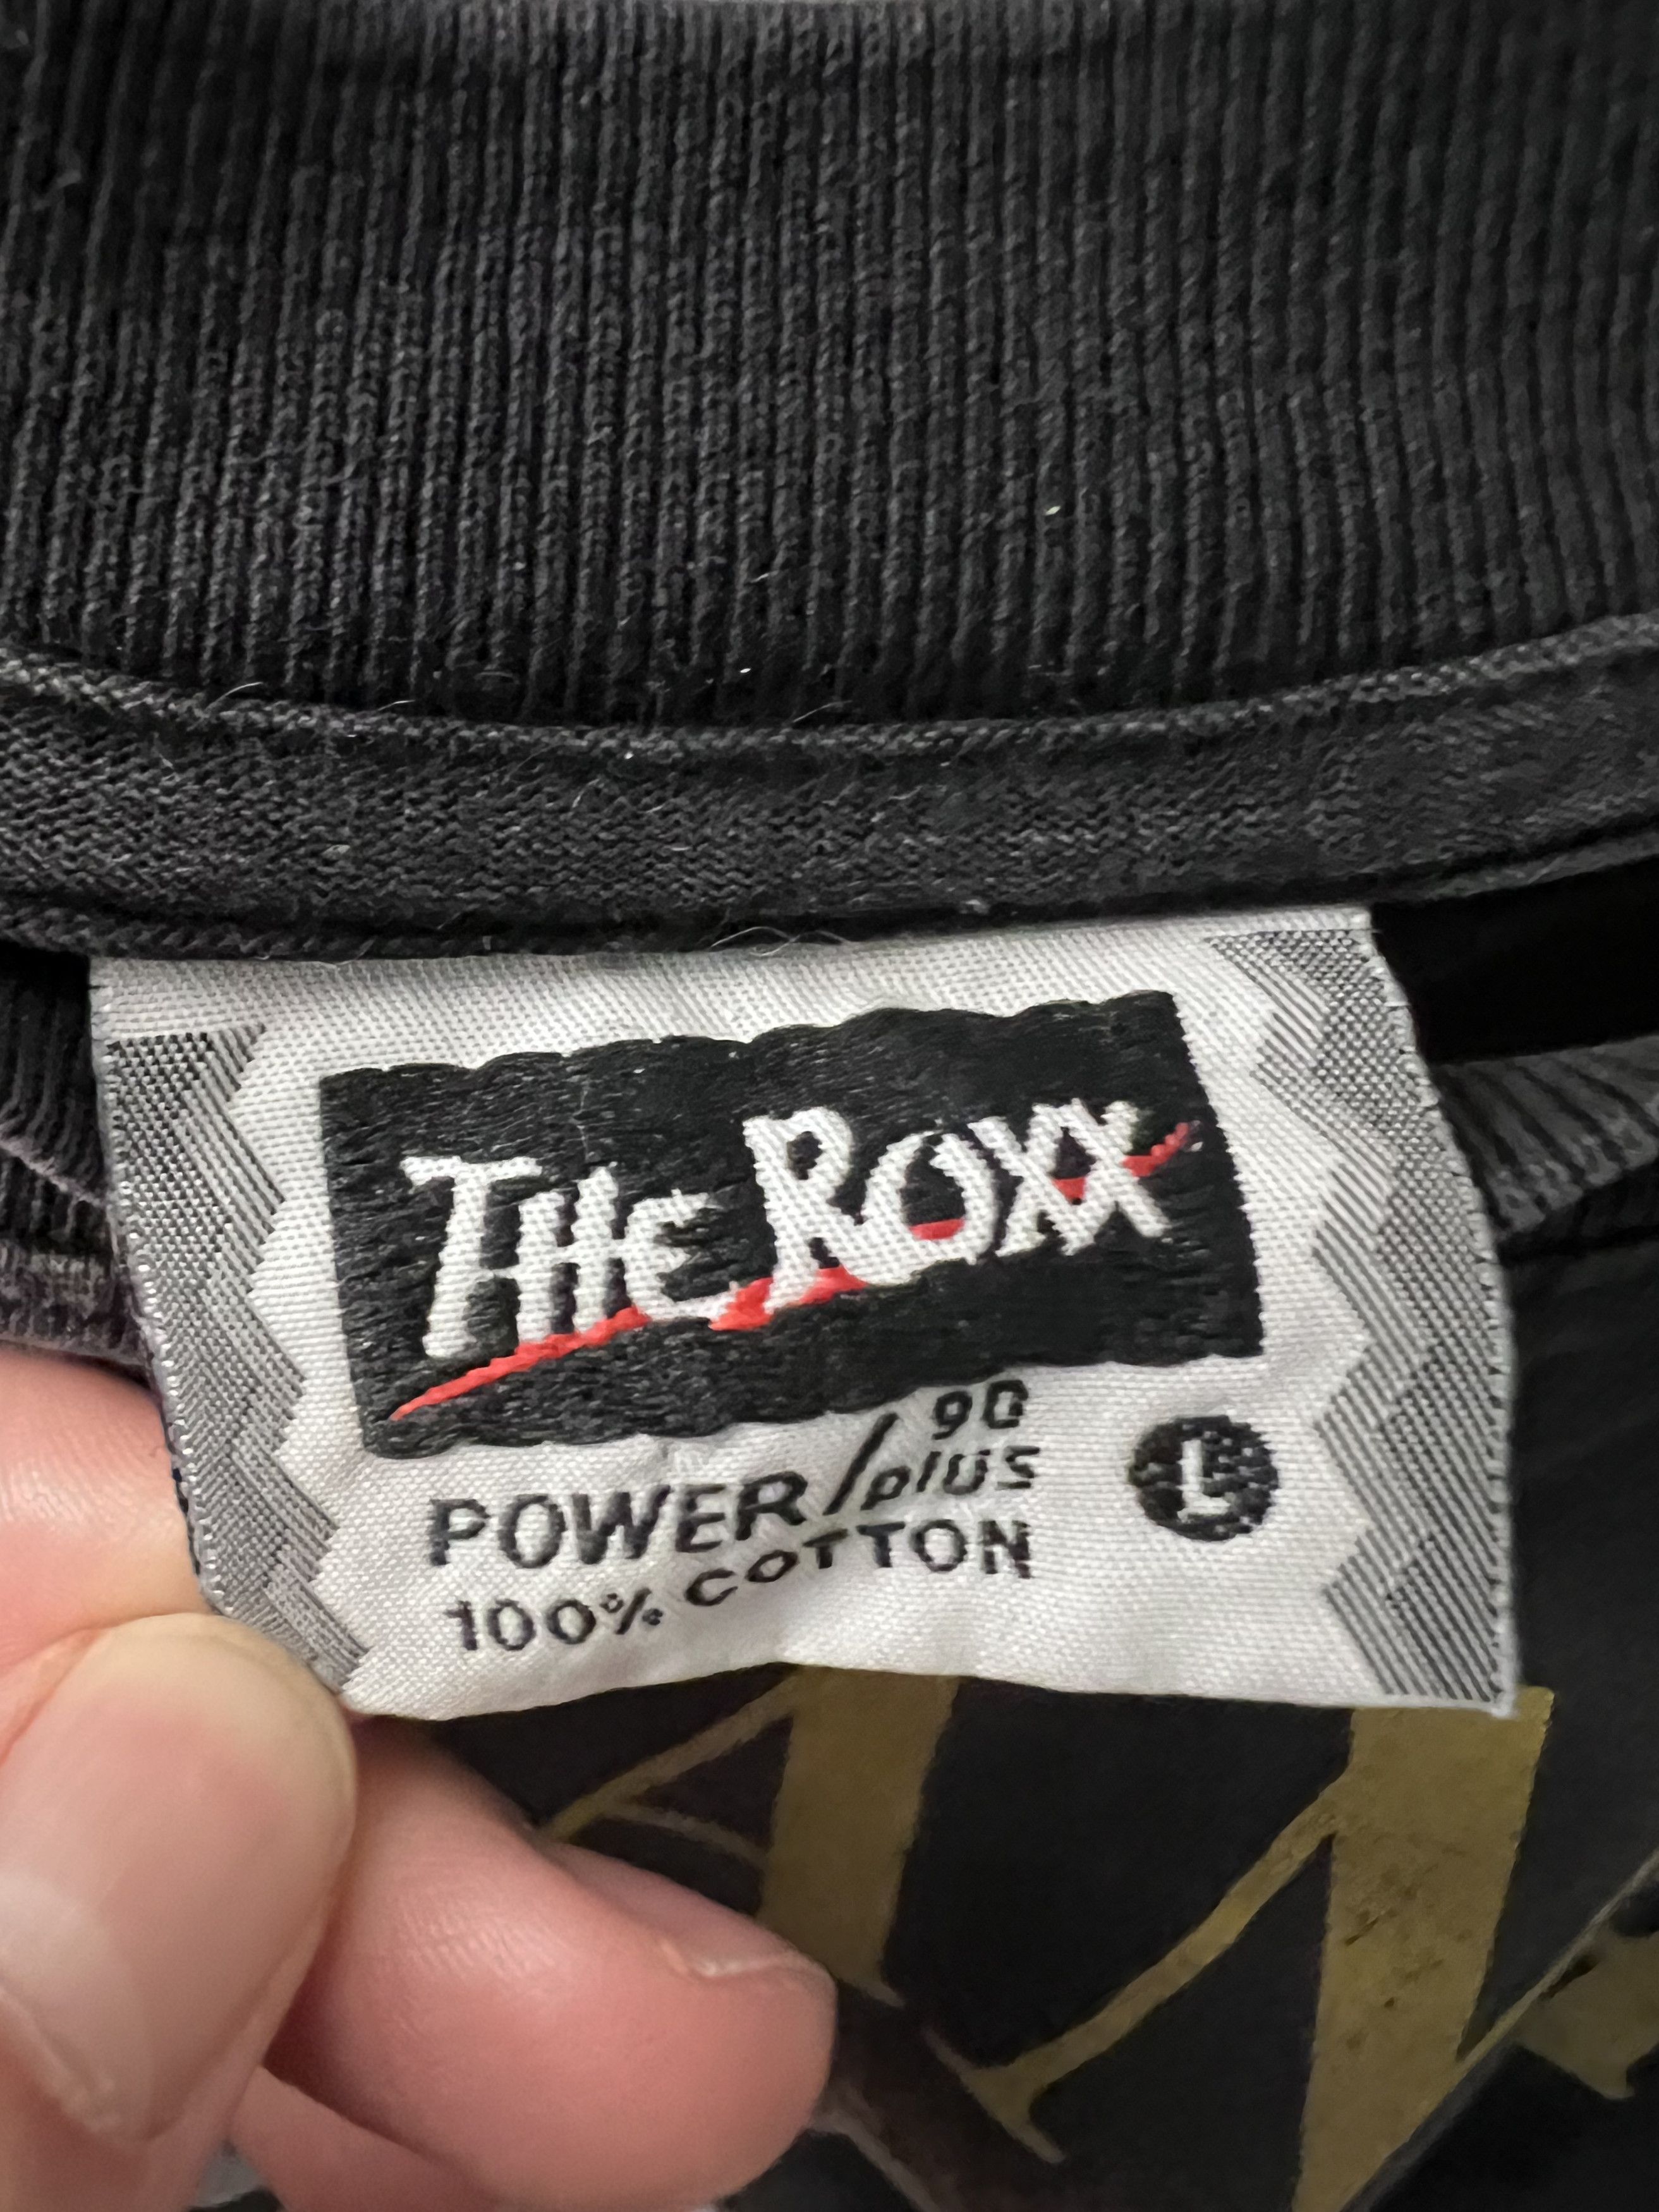 THE ROXX
POWER/90 plus
100% COTTON
L